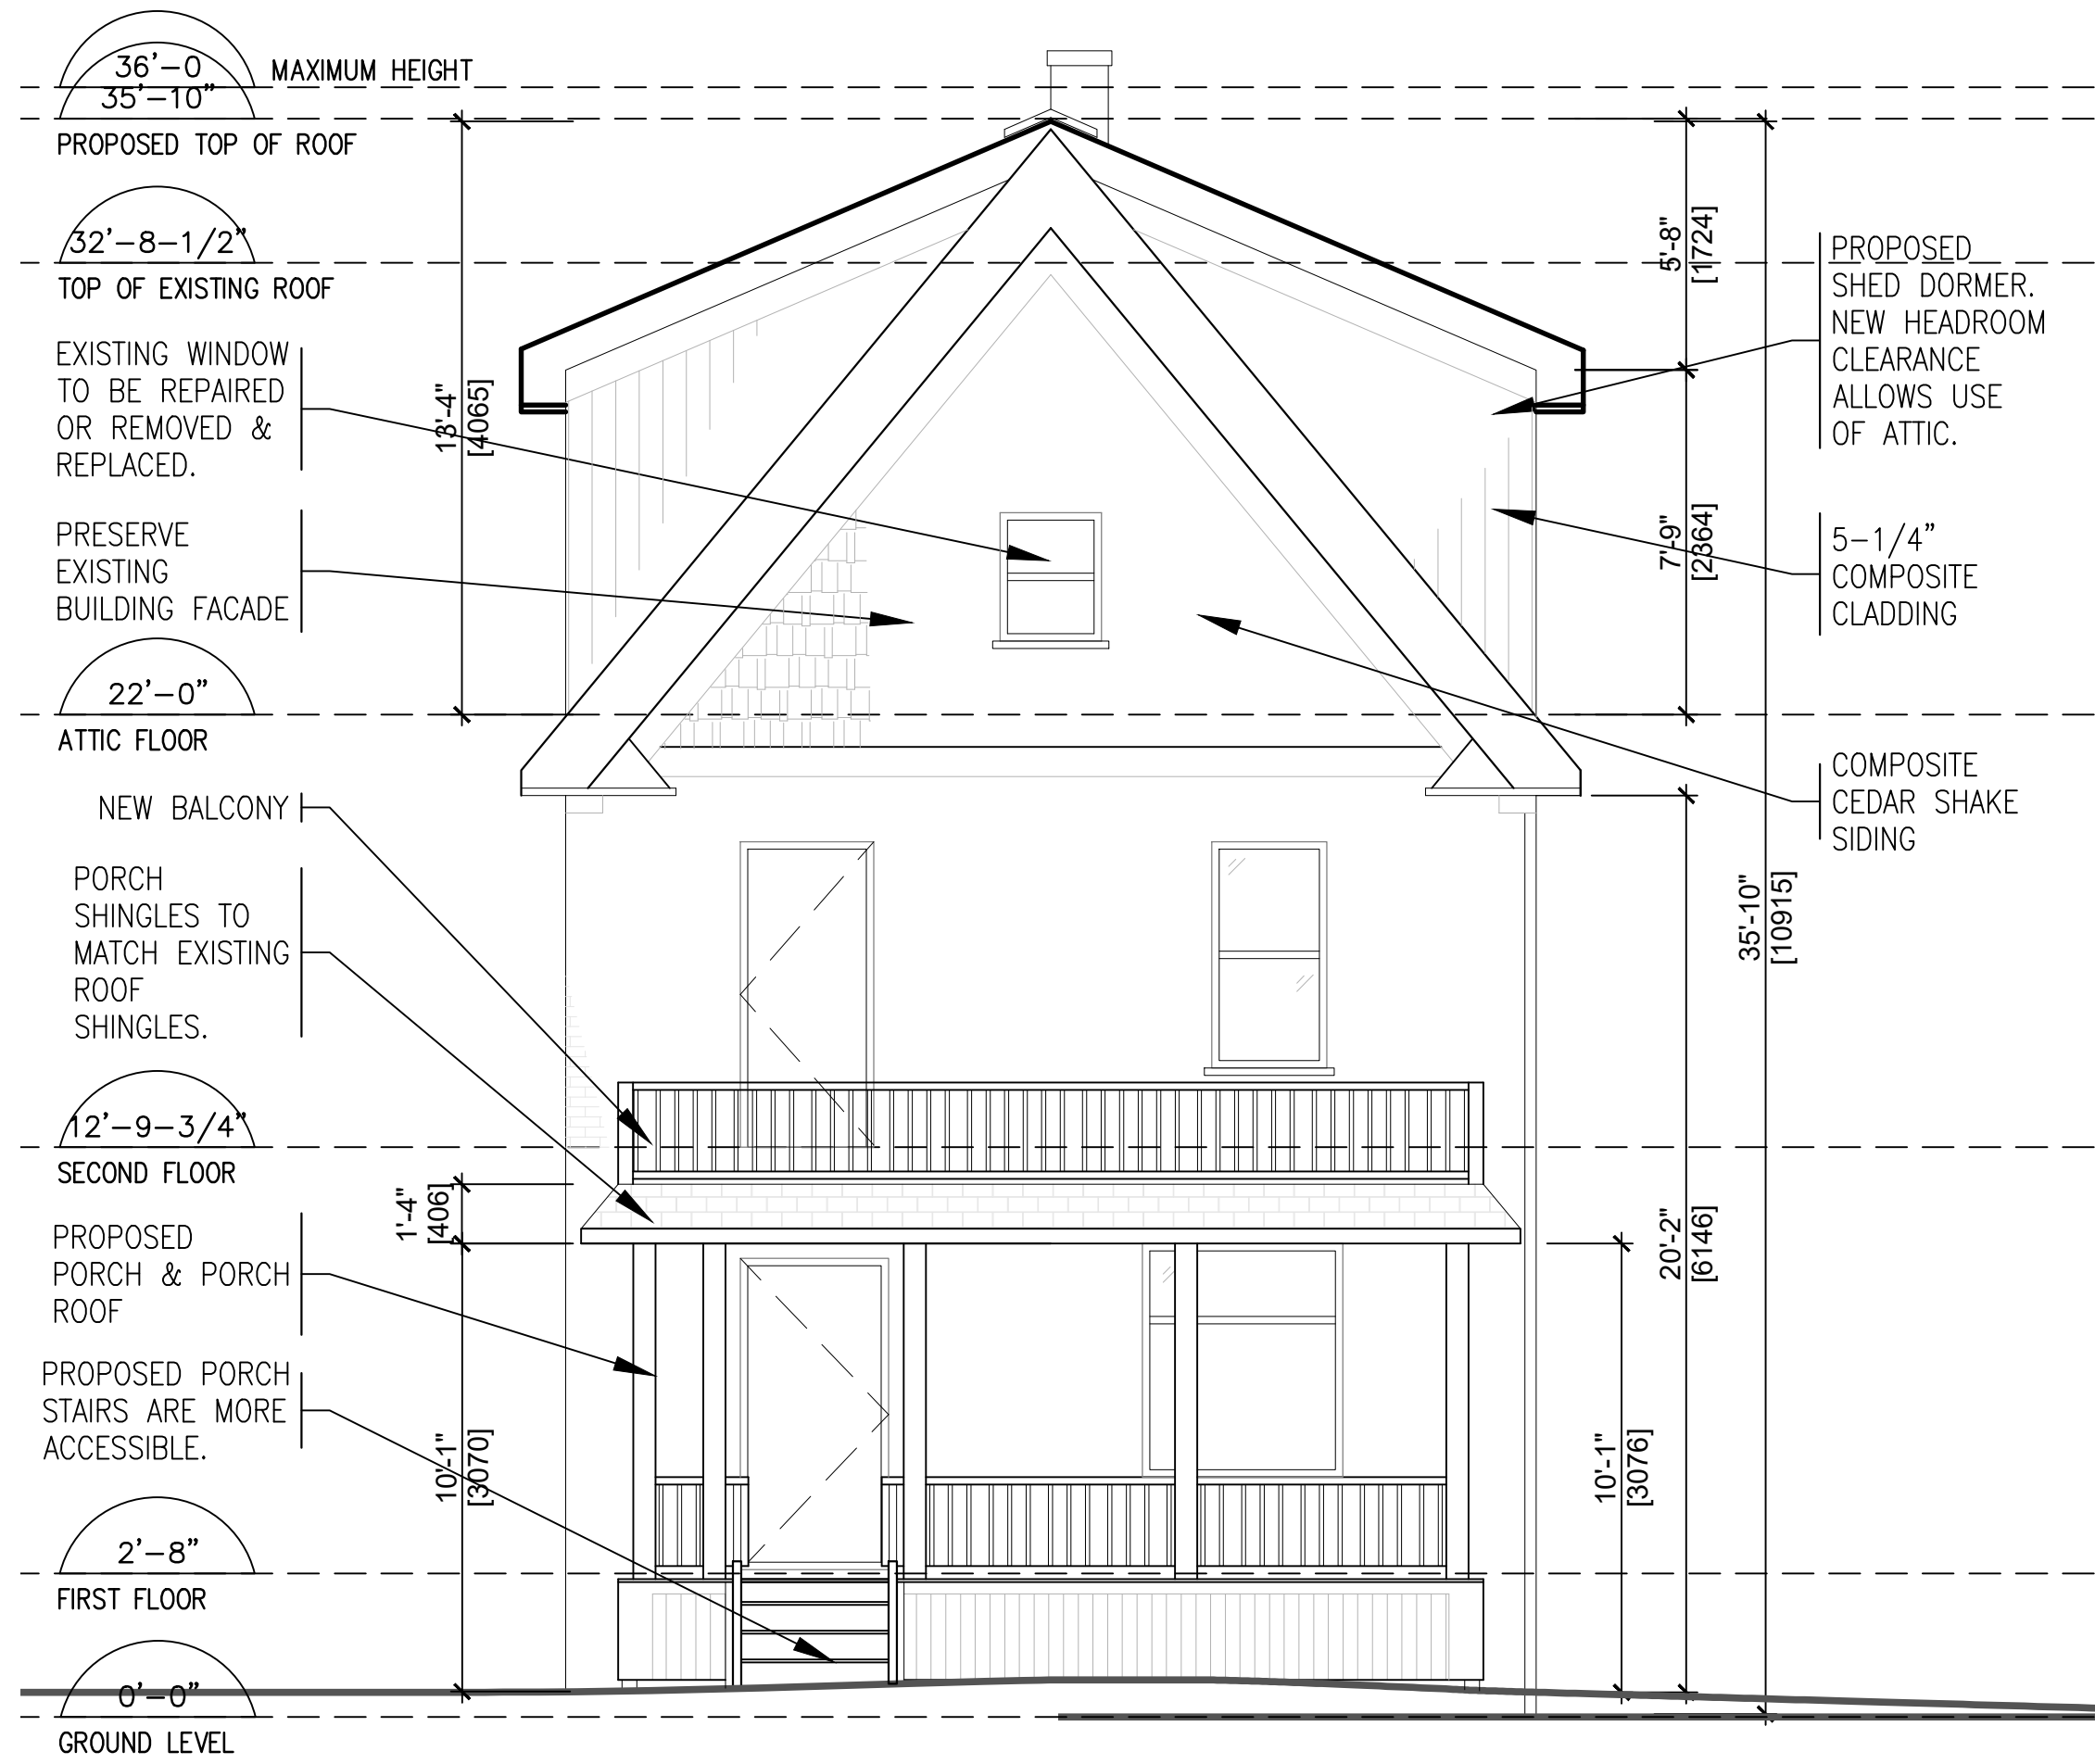 36’-0
MAXIMUM HEIGHT
35’-10”
PROPOSED TOP OF ROOF
32’-8-1/2”
TOP OF EXISTING ROOF
EXISTING WINDOW
TO BE REPAIRED
OR REMOVED &
REPLACED.
PRESERVE
EXISTING
BUILDING FACADE
22’-0”
ATTIC FLOOR
NEW BALCONY
PORCH
SHINGLES TO
MATCH EXISTING
ROOF
SHINGLES.
12’-9-3/4”
SECOND FLOOR
PROPOSED
PORCH & PORCH
ROOF
PROPOSED PORCH
STAIRS ARE MORE
ACCESSIBLE.
2’-8”
FIRST FLOOR
0’-0”
GROUND LEVEL
13'-4"
[4065]
1'-4"
[406]
10'-1"
[3070]
5'-8"
[1724]
7'-9"
[2364]
35'-10"
[10915]
20'-2"
[6146]
10'-1"
[3076]
PROPOSED
SHED DORMER.
NEW HEADROOM
CLEARANCE
ALLOWS USE
OF ATTIC.
5-1/4”
COMPOSITE
CLADDING
COMPOSITE
CEDAR SHAKE
SIDING